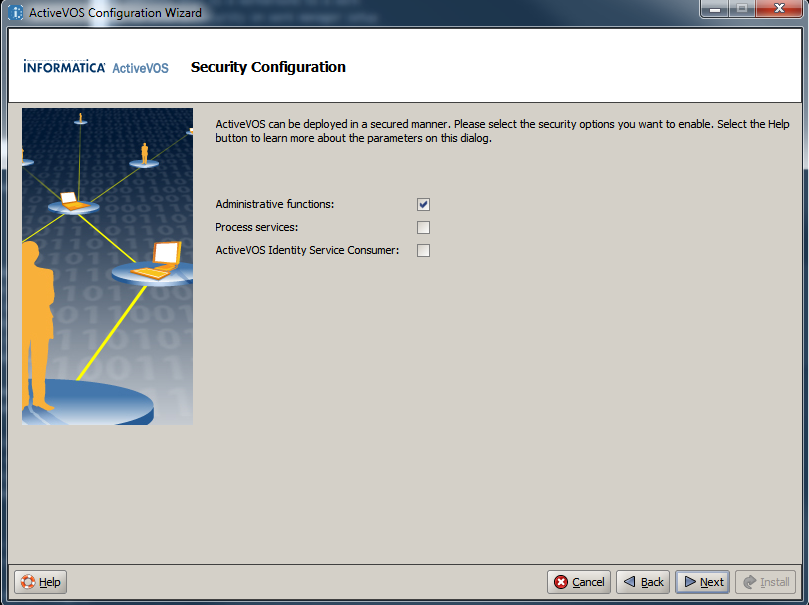 ActiveVOS Configuration Wizard
INFORMATICA ActiveVOS
Security Configuration
ActiveVOS can be deployed in a secured manner. Please select the security options you want to enable. Select the Help
button to learn more about the parameters on this dialog.
Administrative functions:
Process services:
ActiveVOS Identity Service Consumer:
Help
Cancel
Back
Next
Install